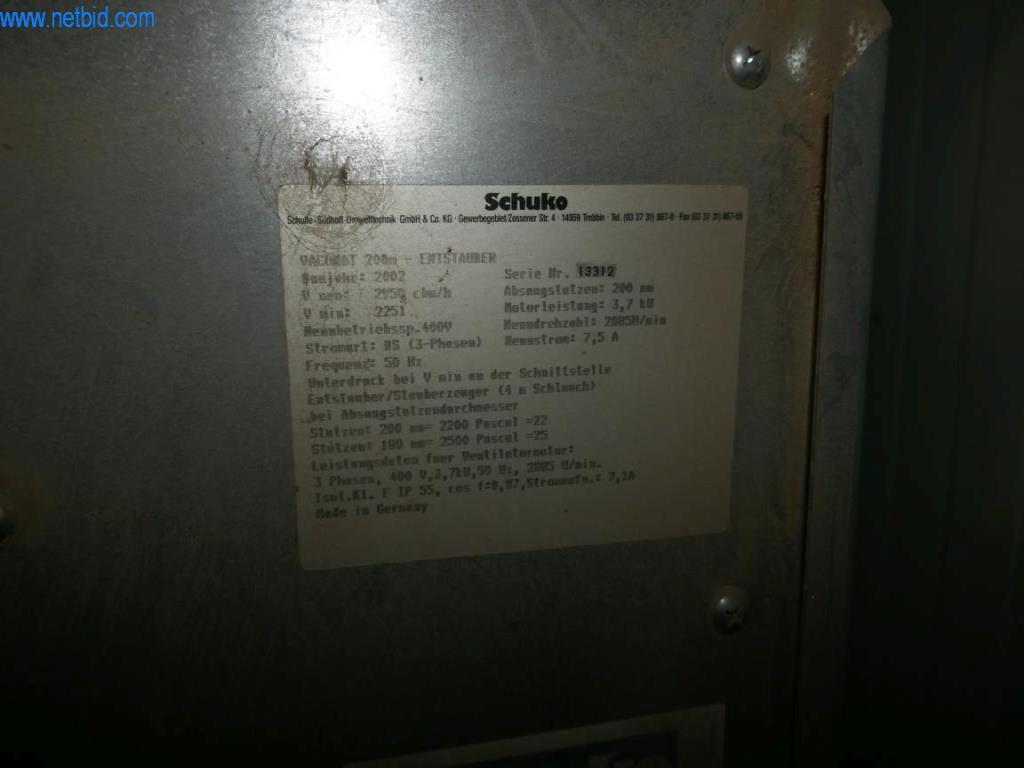 www.netbid.com
Schuko
Schulte-Südhoff Umwelttechnik GmbH & Co. KG · Gewerbegebiet/Zossener Str. 4 · 14959 Trebbin · Tel. (03 37 31) 867-0 · Fax (03 37 31) 867-55
VACOMAT 200m - ENTSTAUBER
Baujahr: 2002
Serie Nr. 13312
V nen: 2950 cbm/h
Absaugstutzen: 200 mm
V min: 2251
Motorleistung: 3,7 kW
Nennbetriebssp.400V
Nenndrehzahl: 2885U/min
Stromart: DS (3-Phasen)
Nennstrom: 7,5 A
Frequenz: 50 Hz
Unterdruck bei V min an der Schnittstelle
Entstauber/Stauberzeuger (4 m Schlauch)
bei Absaugstutzendurchmesser
Stutzen: 200 mm= 2200 Pascal =22
Stutzen: 180 mm= 2500 Pascal =25
Leistungsdaten fuer Ventilatormotor:
3 Phasen, 400 V,3,7kW,50 Hz, 2885 U/min.
Isol.Kl. F IP 55, cos f=0,87,Stromaufn.: 7,1A
Made in Germany